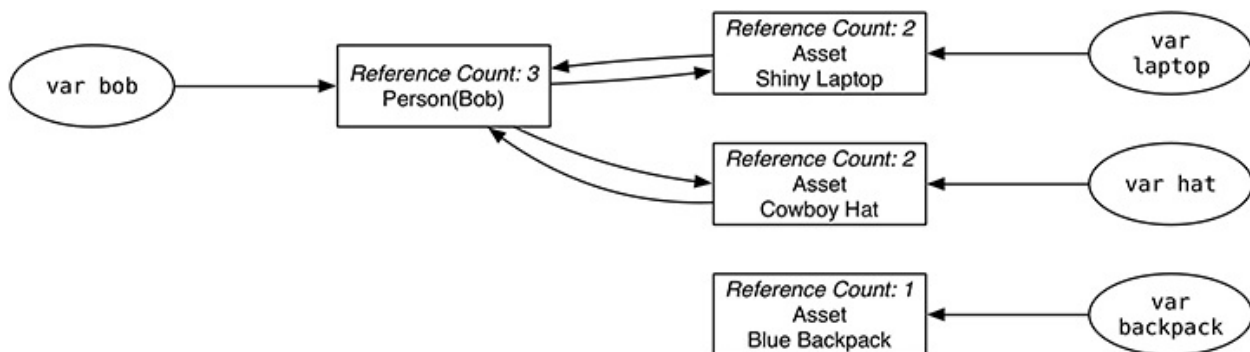 var bob
Reference Count: 3
Person(Bob)
Reference Count: 2
Asset
Shiny Laptop
var
laptop
Reference Count: 2
Asset
Cowboy Hat
var hat
Reference Count: 1
Asset
Blue Backpack
var
backpack